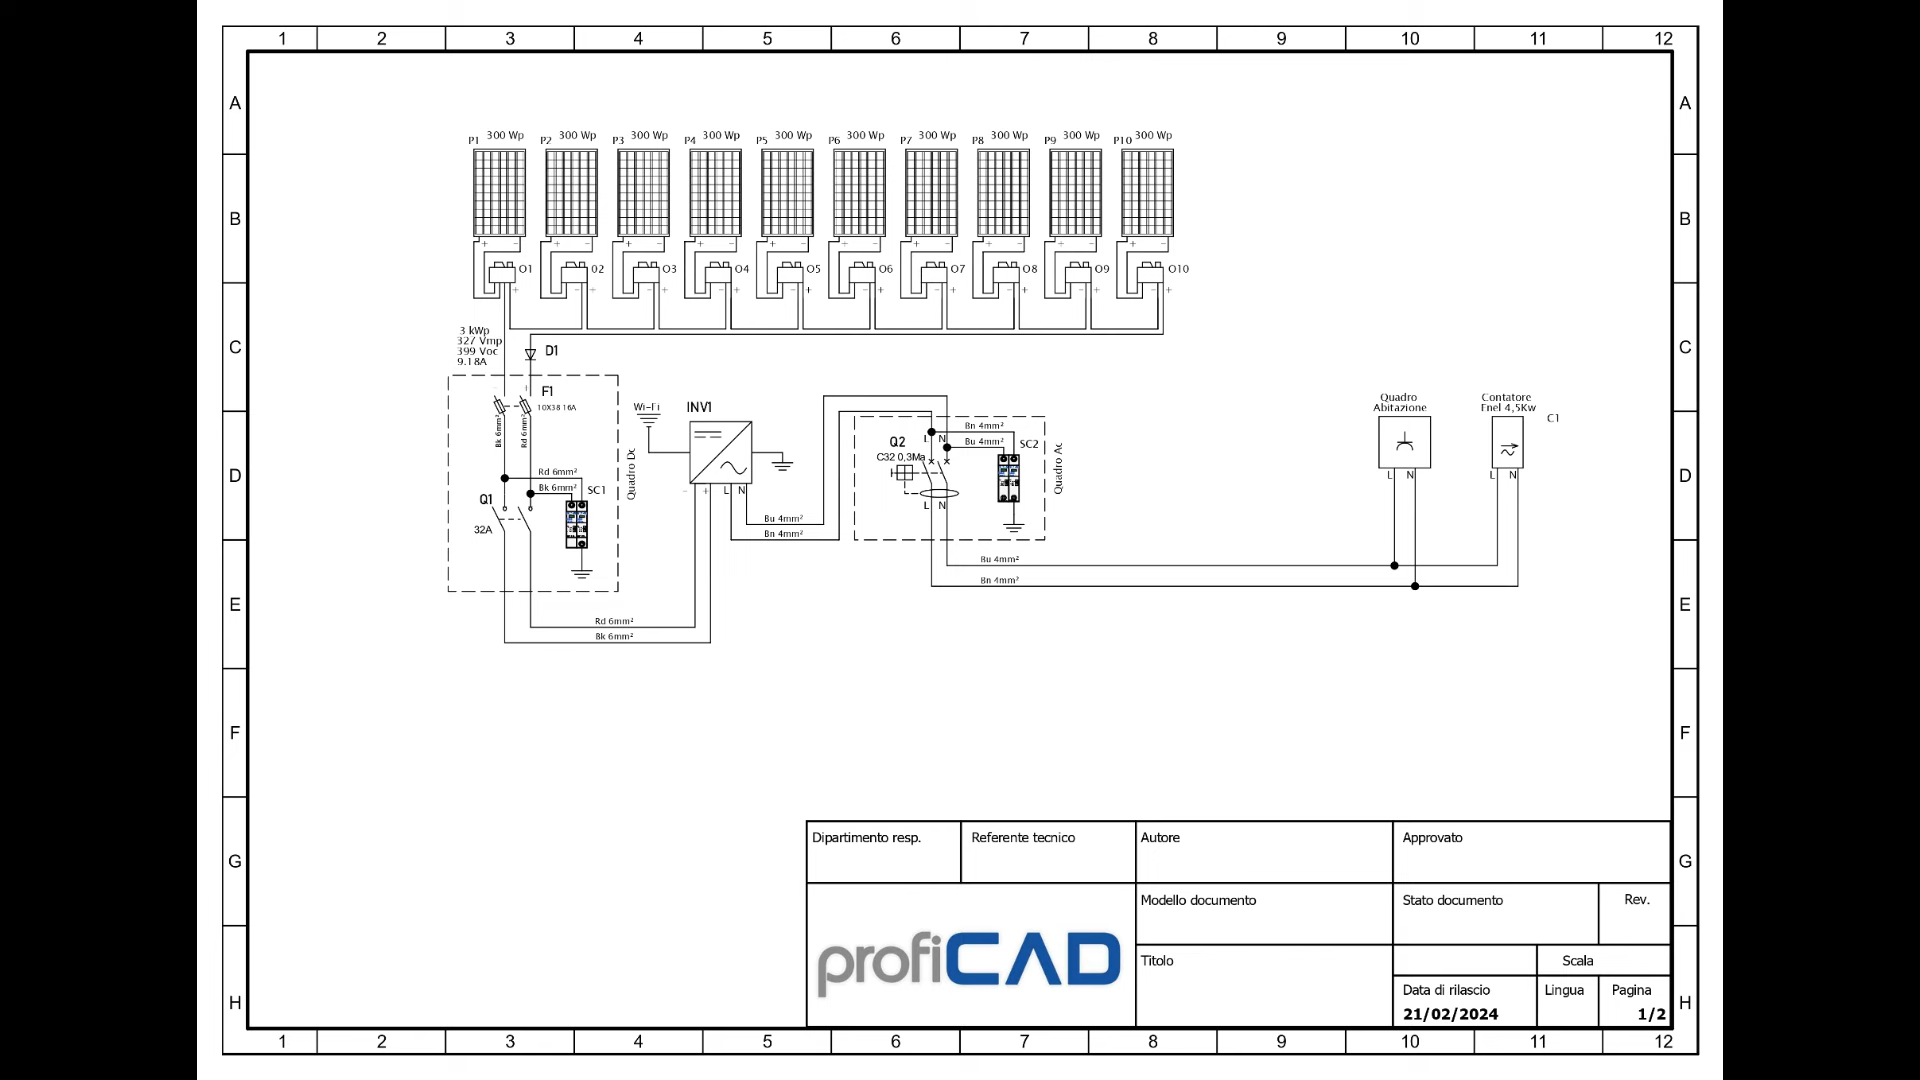 1 2 3 4 5 6 7 8 9 10 11 12
A A
P1 300 Wp P2 300 Wp P3 300 Wp P4 300 Wp P5 300 Wp P6 300 Wp P7 300 Wp P8 300 Wp P9 300 Wp P10 300 Wp
B B
+ − + − + − + − + − + − + − + − + − + −
O1 02 O3 O4 O5 O6 O7 O8 O9 O10
+ − + − + − + − + − + − + − + − + − +
3 kWp
327 Vmp
399 Voc
9.18A
C C
D1
F1
10X38 16A
Bk 6mm²
Rd 6mm²
Quadro Dc
Wi-Fi
INV1
Quadro
Abitazione
Contatore
Enel 4,5Kw
C1
Bn 4mm²
L N
Q2
Bu 4mm²
SC2
C32 0,3Ma
Quadro Ac
D D
Rd 6mm²
Bk 6mm²
SC1
Q1
32A
− + L N
L N
L N
L N
Bu 4mm²
Bn 4mm²
Bu 4mm²
Bn 4mm²
E E
Rd 6mm²
Bk 6mm²
F F
Dipartimento resp. Referente tecnico Autore Approvato
G G
Modello documento Stato documento Rev.
profiCAD
Titolo Scala
Data di rilascio Lingua Pagina
21/02/2024 1/2
H H
1 2 3 4 5 6 7 8 9 10 11 12